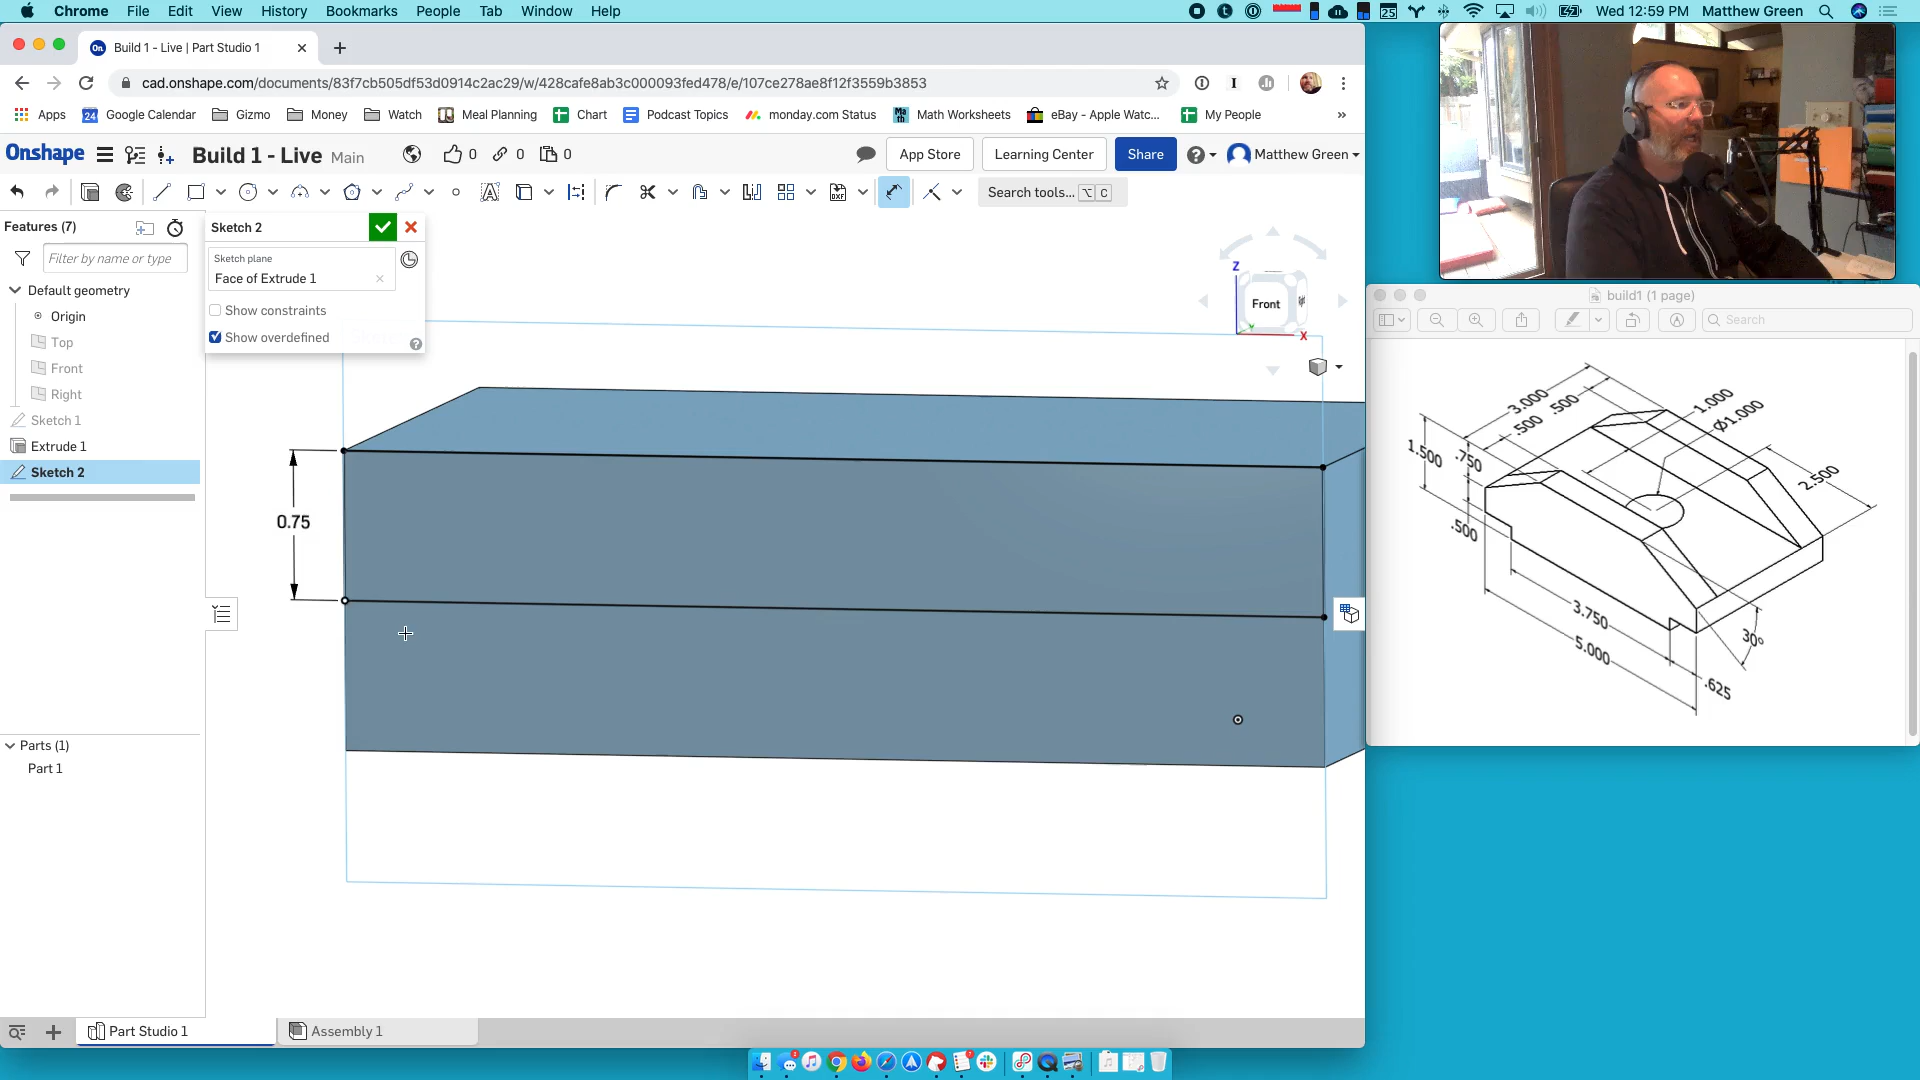 Chrome File Edit View History Bookmarks People Tab Window Help 25 Wed 12:59 PM Matthew Green
Build 1 - Live | Part Studio 1
cad.onshape.com/documents/83f7cb505df53d0914c2ac29/w/428cafe8ab3c000093fed478/e/107ce278ae8f12f3559b3853
Apps 24 Google Calendar Gizmo Money Watch Meal Planning Chart Podcast Topics monday.com Status Math Worksheets eBay - Apple Watc... My People »
Onshape Build 1 - Live Main 0 0 0 App Store Learning Center Share Matthew Green
Search tools... ⌥ C
Features (7)
Filter by name or type
Default geometry
Origin
Top
Front
Right
Sketch 1
Extrude 1
Sketch 2
Sketch 2
Sketch plane
Face of Extrude 1
Show constraints
Show overdefined
0.75
Z
Front
X
Parts (1)
Part 1
Part Studio 1 Assembly 1
build1 (1 page)
Search
3.000
.500
.500
1.000
Ø1.000
1.500
.750
.500
2.500
3.750
5.000
30°
.625